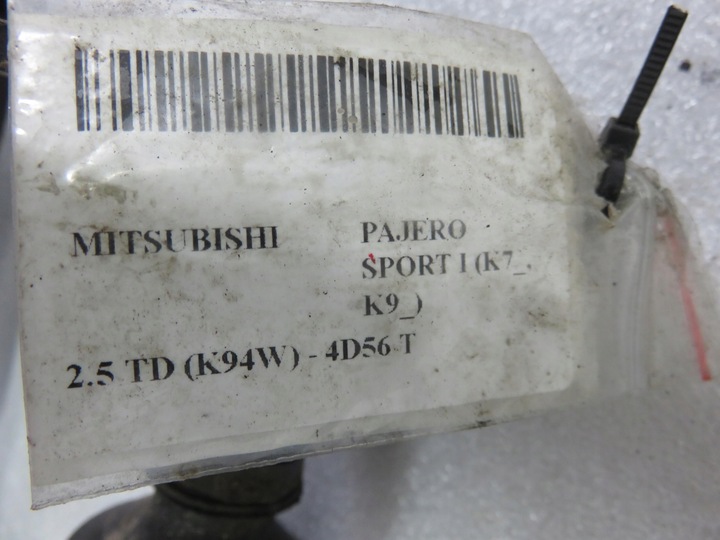 MITSUBISHI
PAJERO
SPORT I (K7_,
K9_)
2.5 TD (K94W) - 4D56 T